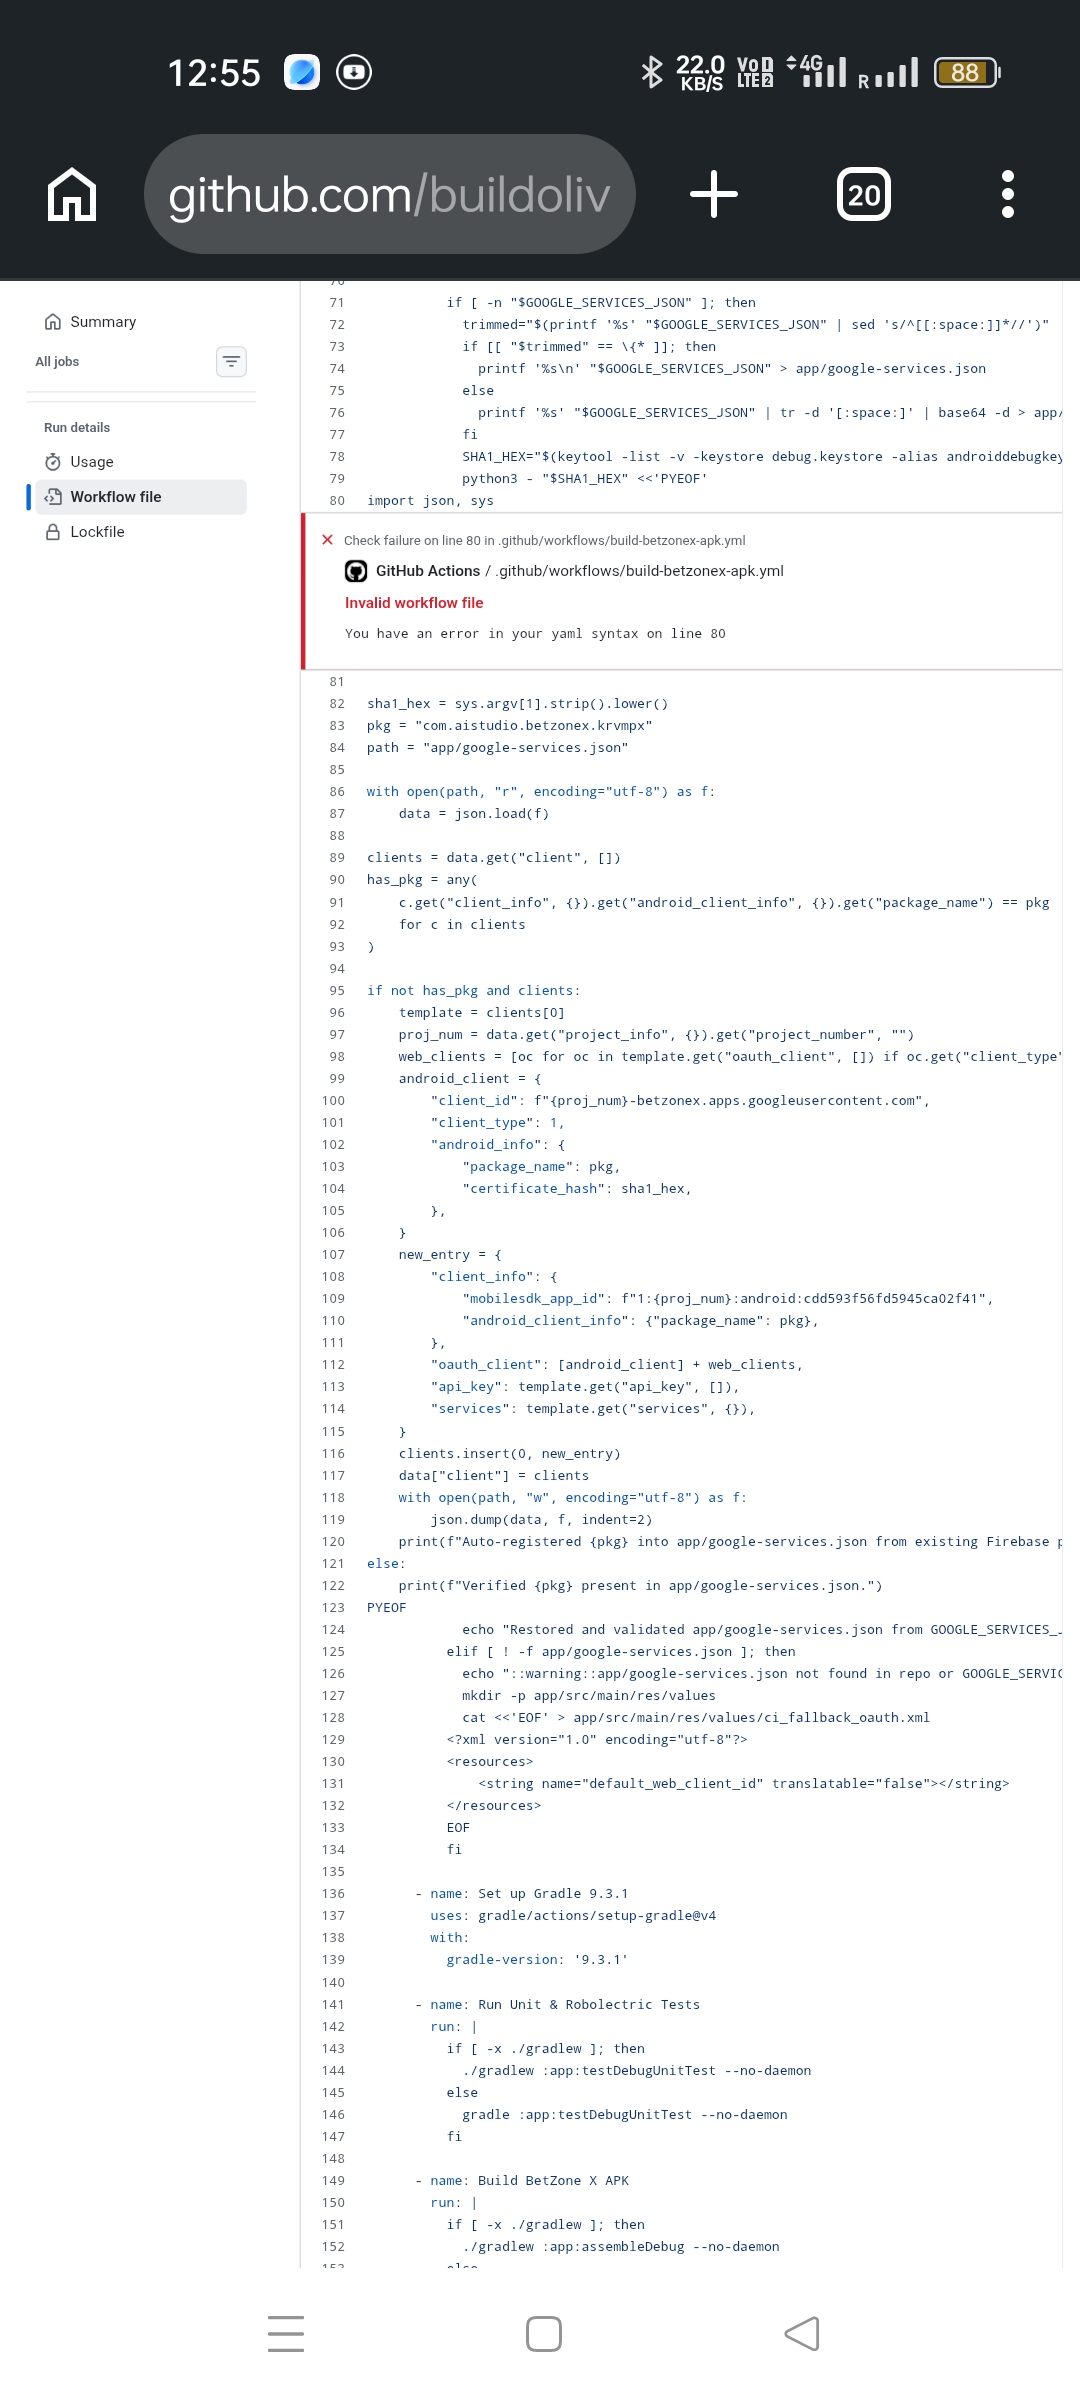 12:55
22.0
KB/S
Vo 1
LTE 2
4G
R
88
github.com/buildoliv
20
Summary
All jobs
Run details
Usage
Workflow file
Lockfile
70
71 if [ -n "$GOOGLE_SERVICES_JSON" ]; then
72 trimmed="$(printf '%s' "$GOOGLE_SERVICES_JSON" | sed 's/^[[:space:]]*//')"
73 if [[ "$trimmed" == \{* ]]; then
74 printf '%s\n' "$GOOGLE_SERVICES_JSON" > app/google-services.json
75 else
76 printf '%s' "$GOOGLE_SERVICES_JSON" | tr -d '[:space:]' | base64 -d > app/
77 fi
78 SHA1_HEX="$(keytool -list -v -keystore debug.keystore -alias androiddebugkey
79 python3 - "$SHA1_HEX" <<'PYEOF'
80 import json, sys
Check failure on line 80 in .github/workflows/build-betzonex-apk.yml
GitHub Actions / .github/workflows/build-betzonex-apk.yml
Invalid workflow file
You have an error in your yaml syntax on line 80
81
82 sha1_hex = sys.argv[1].strip().lower()
83 pkg = "com.aistudio.betzonex.krvmpx"
84 path = "app/google-services.json"
85
86 with open(path, "r", encoding="utf-8") as f:
87 data = json.load(f)
88
89 clients = data.get("client", [])
90 has_pkg = any(
91 c.get("client_info", {}).get("android_client_info", {}).get("package_name") == pkg
92 for c in clients
93 )
94
95 if not has_pkg and clients:
96 template = clients[0]
97 proj_num = data.get("project_info", {}).get("project_number", "")
98 web_clients = [oc for oc in template.get("oauth_client", []) if oc.get("client_type"
99 android_client = {
100 "client_id": f"{proj_num}-betzonex.apps.googleusercontent.com",
101 "client_type": 1,
102 "android_info": {
103 "package_name": pkg,
104 "certificate_hash": sha1_hex,
105 },
106 }
107 new_entry = {
108 "client_info": {
109 "mobilesdk_app_id": f"1:{proj_num}:android:cdd593f56fd5945ca02f41",
110 "android_client_info": {"package_name": pkg},
111 },
112 "oauth_client": [android_client] + web_clients,
113 "api_key": template.get("api_key", []),
114 "services": template.get("services", {}),
115 }
116 clients.insert(0, new_entry)
117 data["client"] = clients
118 with open(path, "w", encoding="utf-8") as f:
119 json.dump(data, f, indent=2)
120 print(f"Auto-registered {pkg} into app/google-services.json from existing Firebase p
121 else:
122 print(f"Verified {pkg} present in app/google-services.json.")
123 PYEOF
124 echo "Restored and validated app/google-services.json from GOOGLE_SERVICES_J
125 elif [ ! -f app/google-services.json ]; then
126 echo "::warning::app/google-services.json not found in repo or GOOGLE_SERVIC
127 mkdir -p app/src/main/res/values
128 cat <<'EOF' > app/src/main/res/values/ci_fallback_oauth.xml
129 <?xml version="1.0" encoding="utf-8"?>
130 <resources>
131 <string name="default_web_client_id" translatable="false"></string>
132 </resources>
133 EOF
134 fi
135
136 - name: Set up Gradle 9.3.1
137 uses: gradle/actions/setup-gradle@v4
138 with:
139 gradle-version: '9.3.1'
140
141 - name: Run Unit & Robolectric Tests
142 run: |
143 if [ -x ./gradlew ]; then
144 ./gradlew :app:testDebugUnitTest --no-daemon
145 else
146 gradle :app:testDebugUnitTest --no-daemon
147 fi
148
149 - name: Build BetZone X APK
150 run: |
151 if [ -x ./gradlew ]; then
152 ./gradlew :app:assembleDebug --no-daemon
153 else